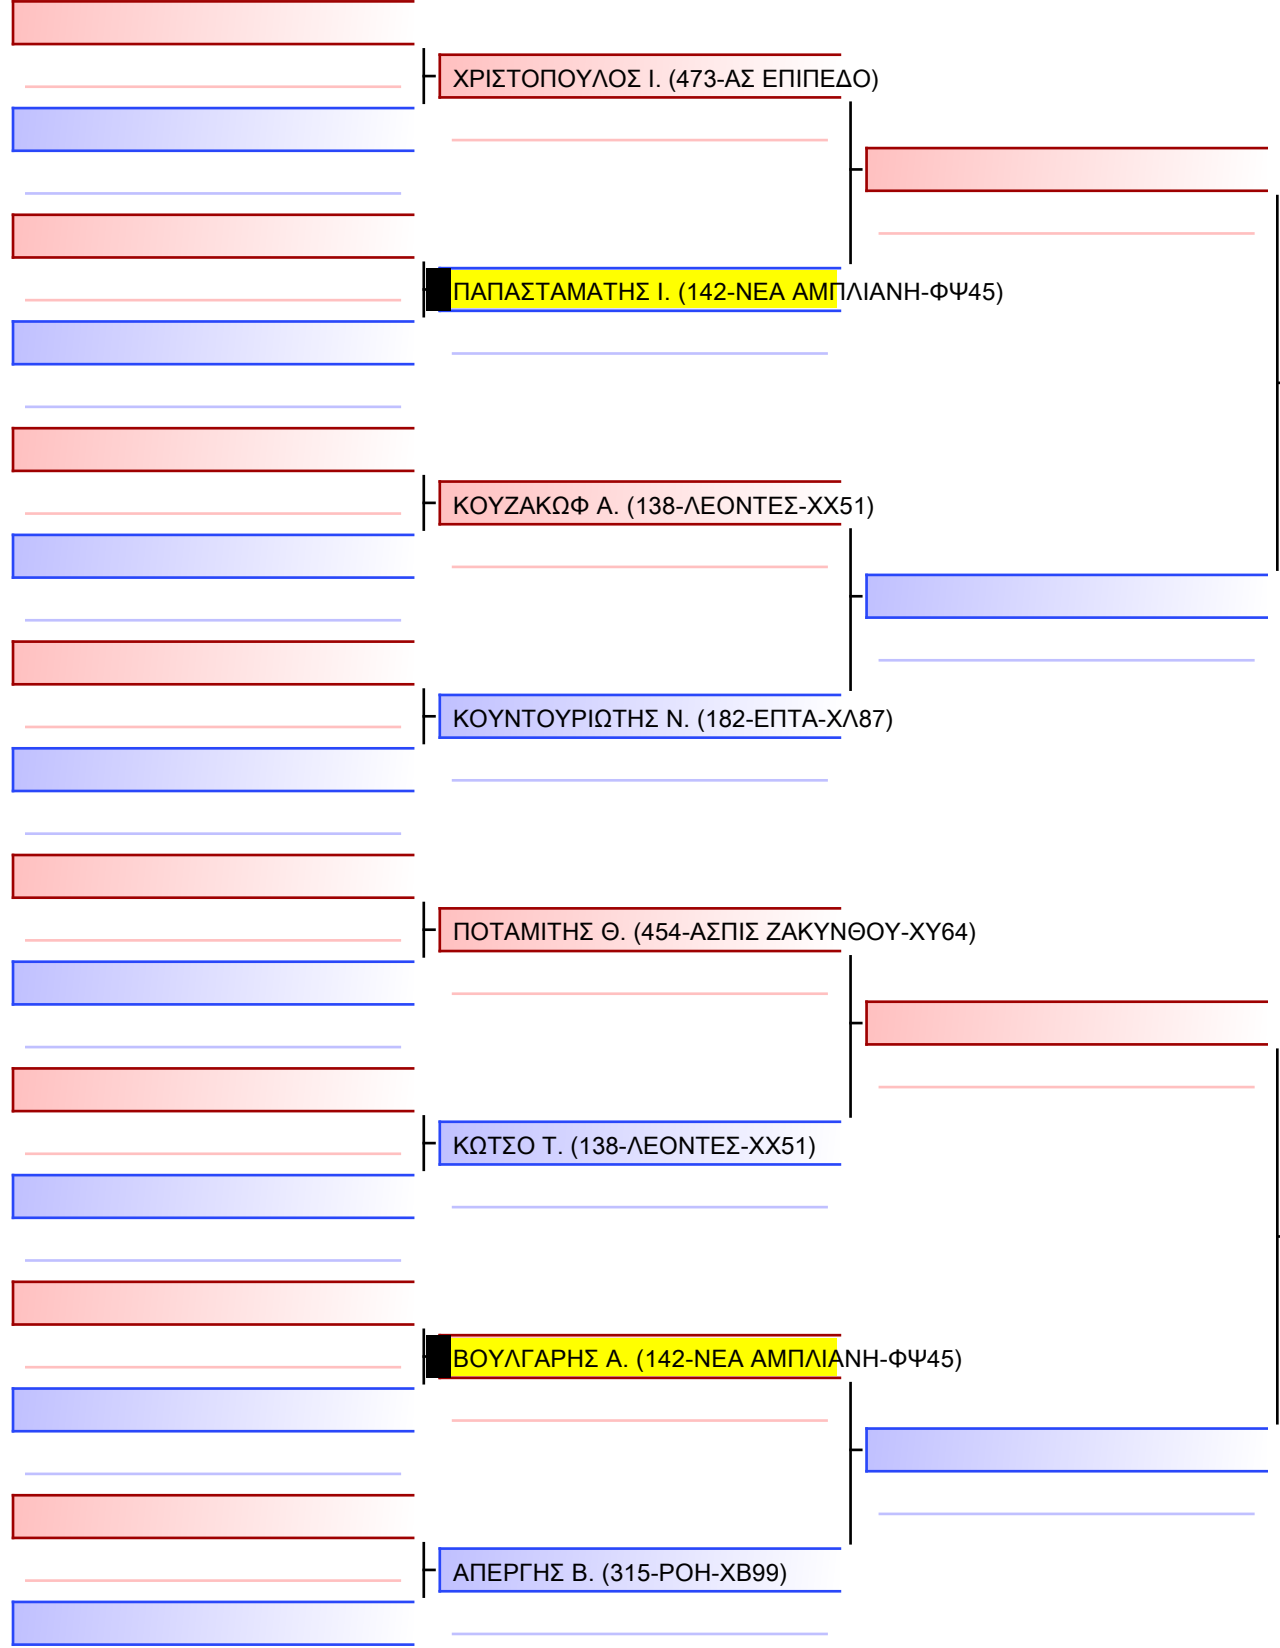 ΧΡΙΣΤΟΠΟΥΛΟΣ Ι. (473-ΑΣ ΕΠΙΠΕΔΟ)
ΠΑΠΑΣΤΑΜΑΤΗΣ Ι. (142-ΝΕΑ ΑΜΠΛΙΑΝΗ-ΦΨ45)
ΚΟΥΖΑΚΩΦ Α. (138-ΛΕΟΝΤΕΣ-ΧΧ51)
ΚΟΥΝΤΟΥΡΙΩΤΗΣ Ν. (182-ΕΠΤΑ-ΧΛ87)
ΠΟΤΑΜΙΤΗΣ Θ. (454-ΑΣΠΙΣ ΖΑΚΥΝΘΟΥ-ΧΥ64)
ΚΩΤΣΟ Τ. (138-ΛΕΟΝΤΕΣ-ΧΧ51)
ΒΟΥΛΓΑΡΗΣ Α. (142-ΝΕΑ ΑΜΠΛΙΑΝΗ-ΦΨ45)
ΑΠΕΡΓΗΣ Β. (315-ΡΟΗ-ΧΒ99)